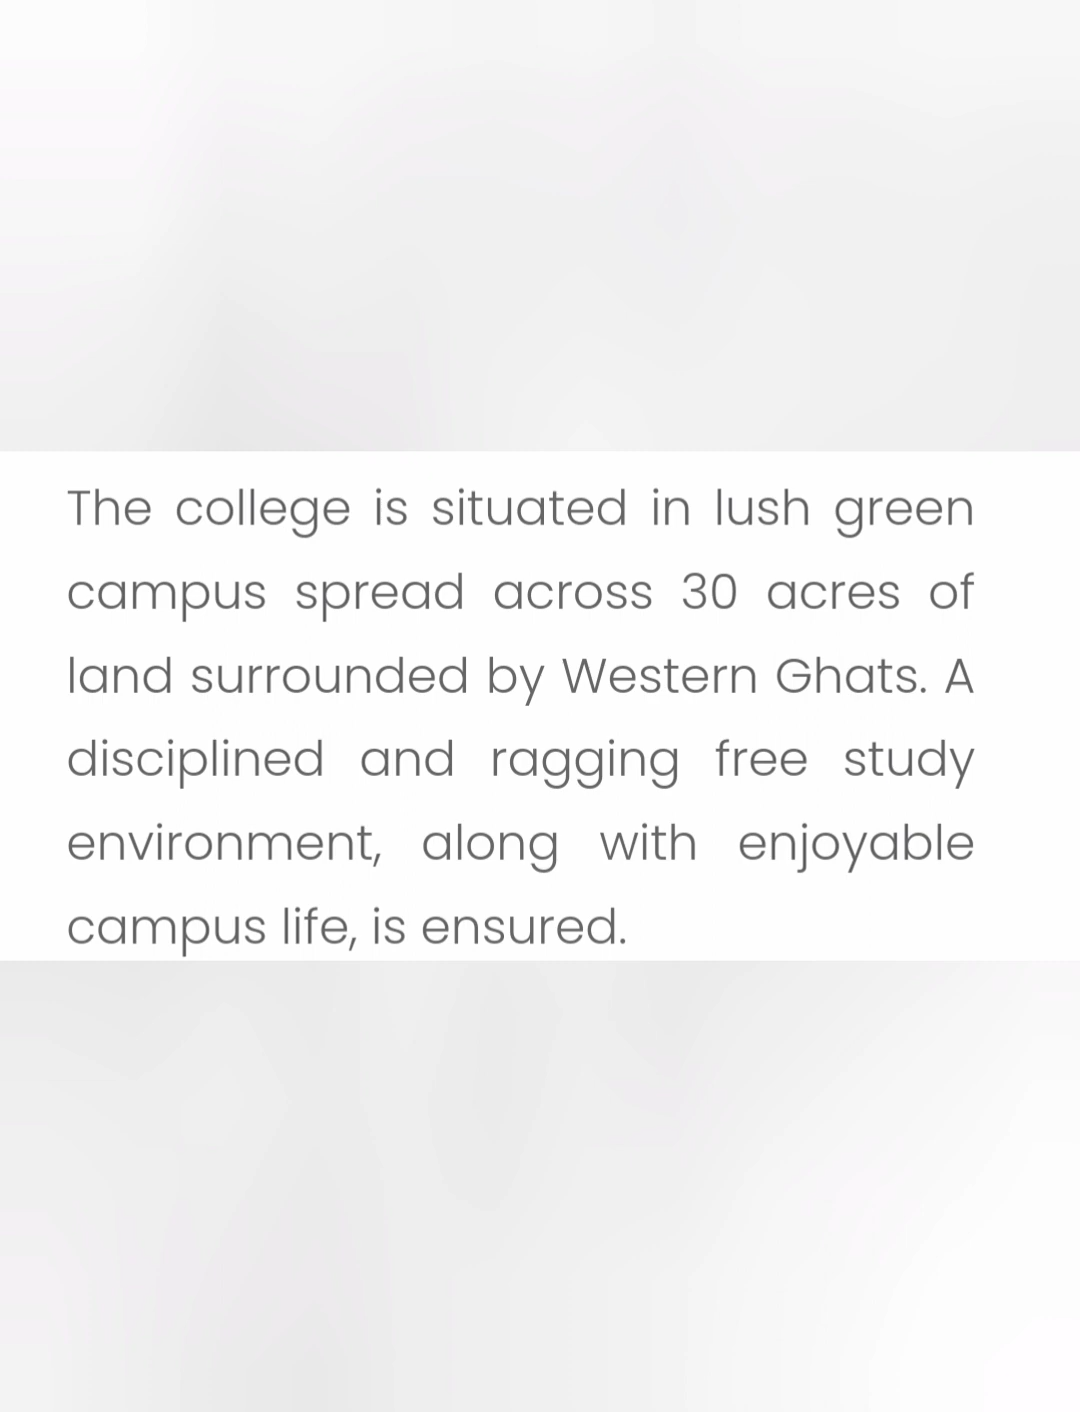 The college is situated in lush green
campus spread across 30 acres of
land surrounded by Western Ghats. A
disciplined and ragging free study
environment, along with enjoyable
campus life, is ensured.